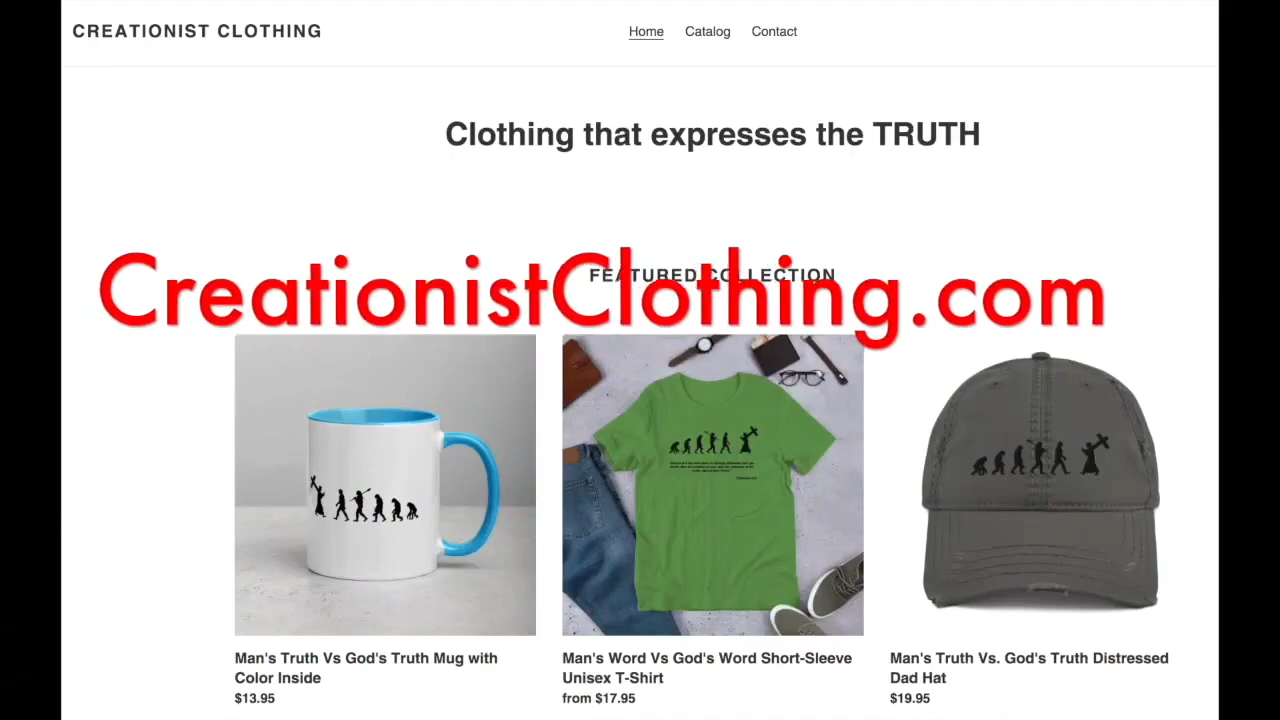 CREATIONIST CLOTHING
Home Catalog Contact
Clothing that expresses the TRUTH
FEATURED COLLECTION
CreationistClothing.com
Man's Truth Vs God's Truth Mug with
Color Inside
$13.95
Man's Word Vs God's Word Short-Sleeve
Unisex T-Shirt
from $17.95
Man's Truth Vs. God's Truth Distressed
Dad Hat
$19.95